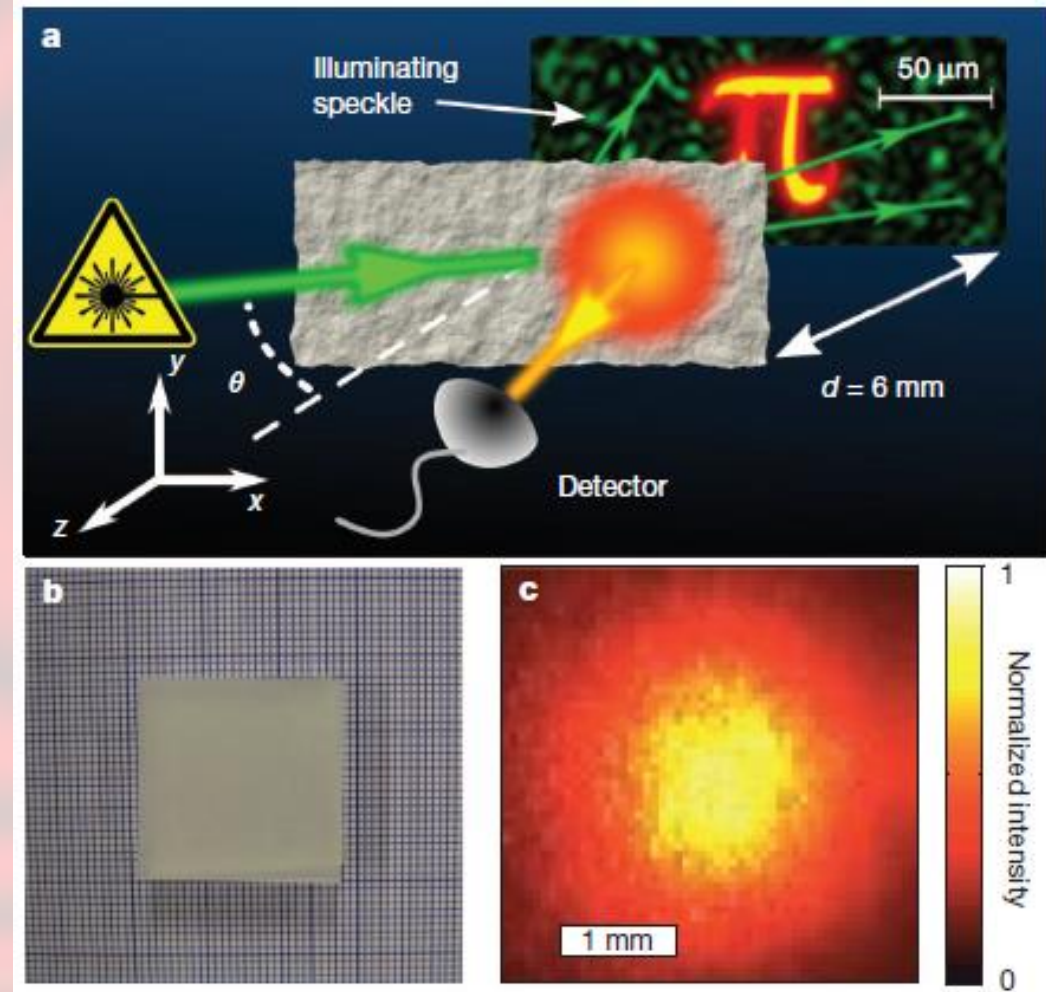 a
Illuminating
speckle
π
50 µm
y
θ
x
z
d = 6 mm
Detector
b
c
1
Normalized intensity
0
1 mm